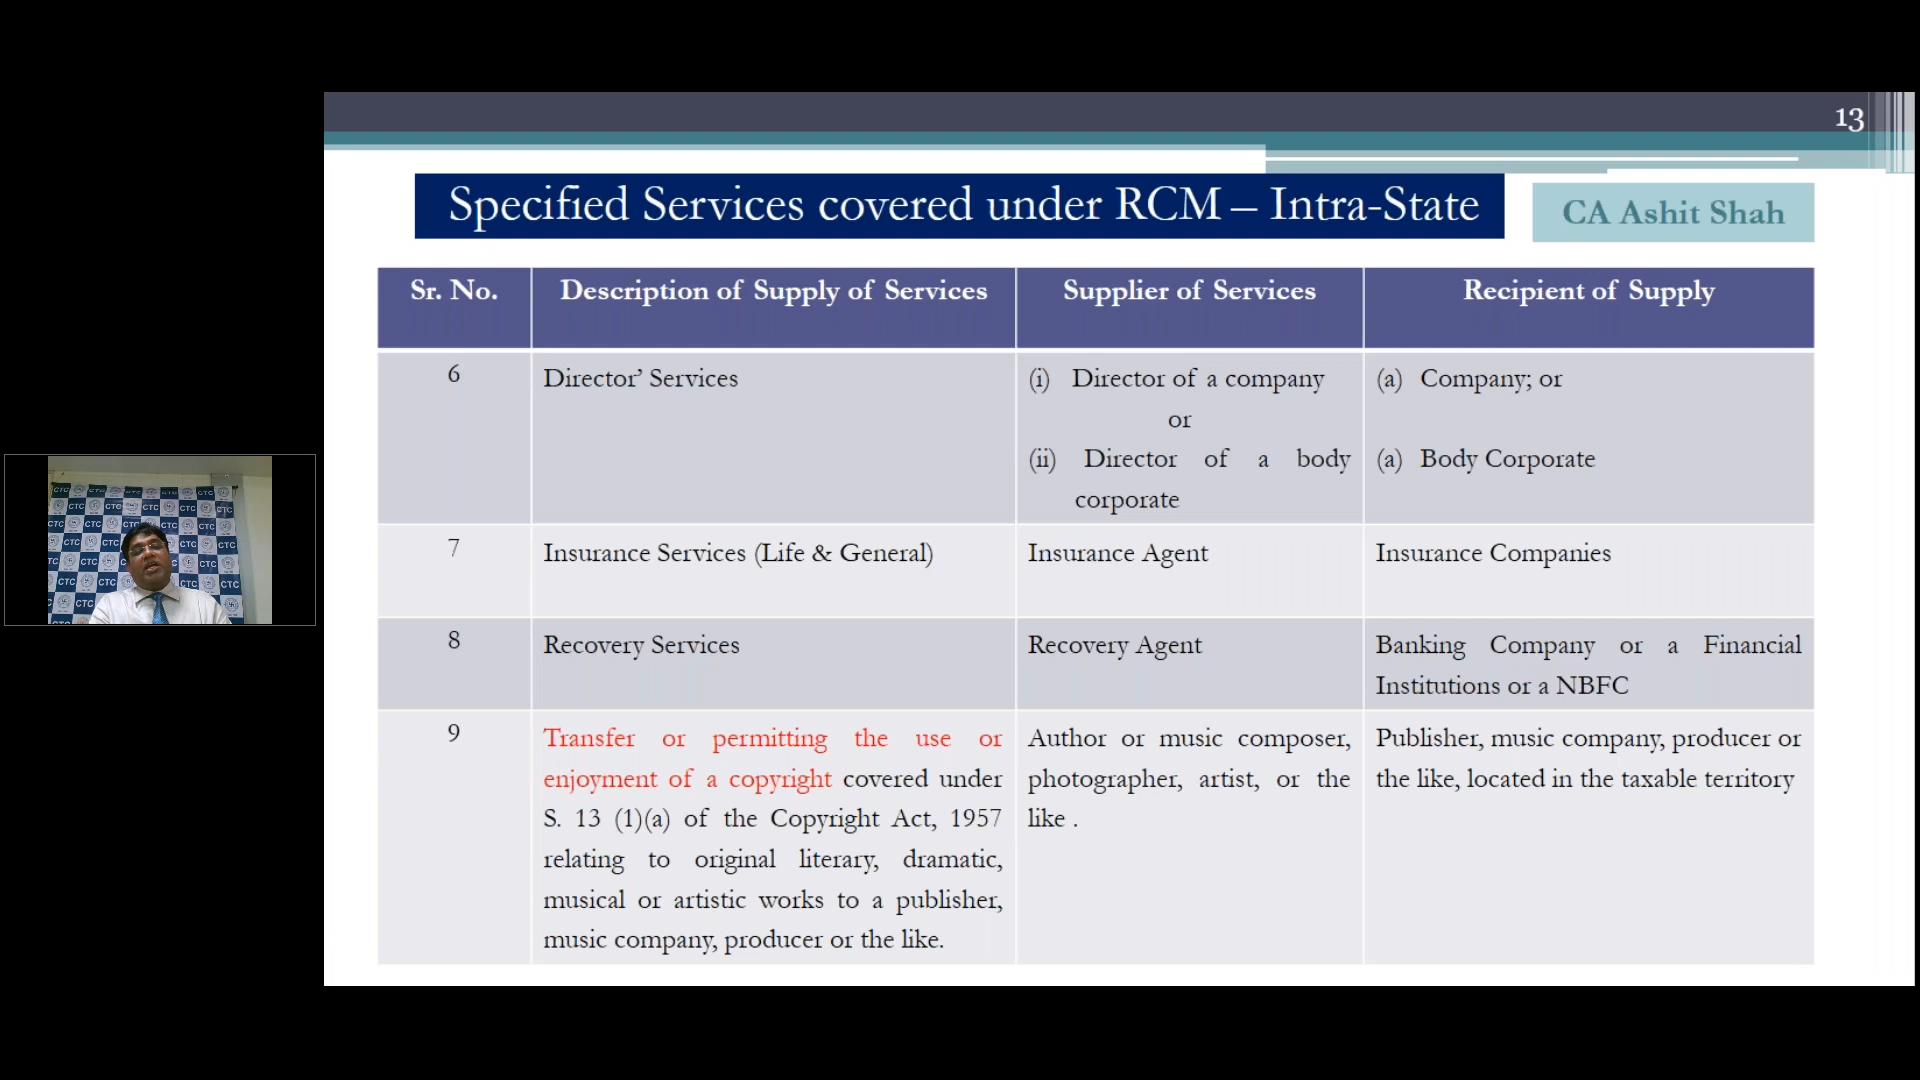 13
Specified Services covered under RCM – Intra-State
CA Ashit Shah
Sr. No. Description of Supply of Services Supplier of Services Recipient of Supply
6
Director’ Services
(i) Director of a company
or
(ii) Director of a body
corporate
(a) Company; or
(a) Body Corporate
7
Insurance Services (Life & General)
Insurance Agent
Insurance Companies
8
Recovery Services
Recovery Agent
Banking Company or a Financial
Institutions or a NBFC
9
Transfer or permitting the use or
enjoyment of a copyright covered under
S. 13 (1)(a) of the Copyright Act, 1957
relating to original literary, dramatic,
musical or artistic works to a publisher,
music company, producer or the like.
Author or music composer,
photographer, artist, or the
like .
Publisher, music company, producer or
the like, located in the taxable territory
CTC CTC CTC CTC